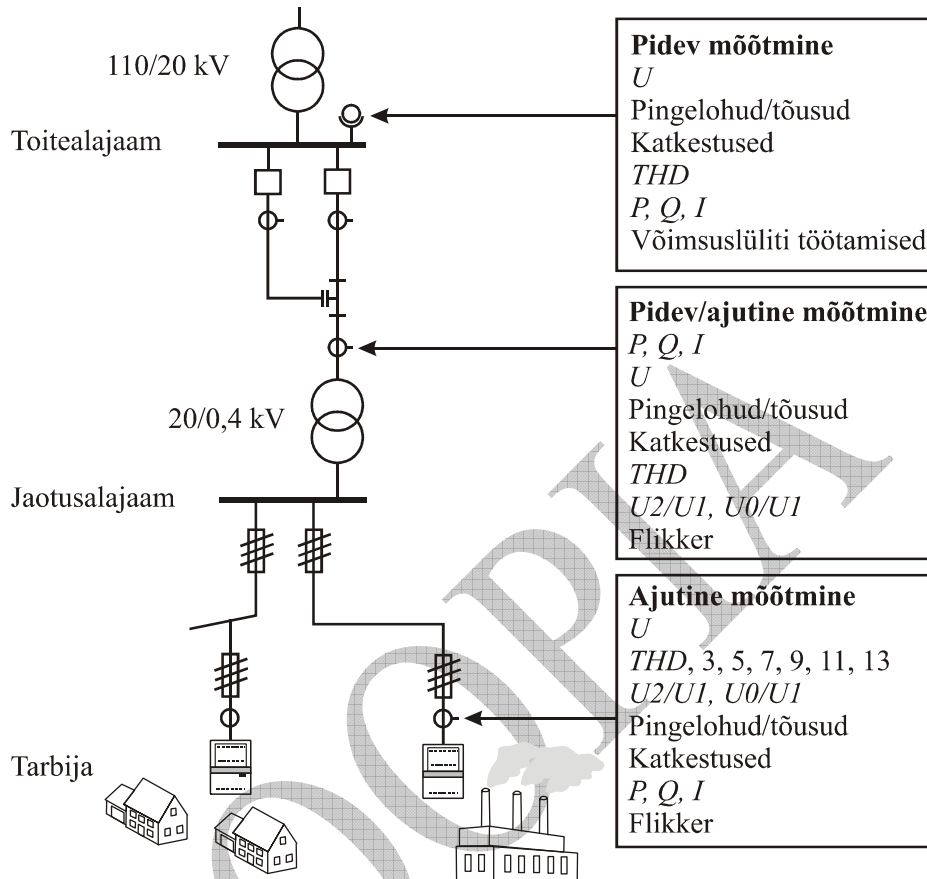 110/20 kV
Toitealajaam
Pidev mõõtmine
U
Pingelohud/tõusud
Katkestused
THD
P, Q, I
Võimsuslüliti töötamised
20/0,4 kV
Jaotusalajaam
Pidev/ajutine mõõtmine
P, Q, I
U
Pingelohud/tõusud
Katkestused
THD
U2/U1, U0/U1
Flikker
Tarbija
Ajutine mõõtmine
U
THD, 3, 5, 7, 9, 11, 13
U2/U1, U0/U1
Pingelohud/tõusud
Katkestused
P, Q, I
Flikker
OOPIA